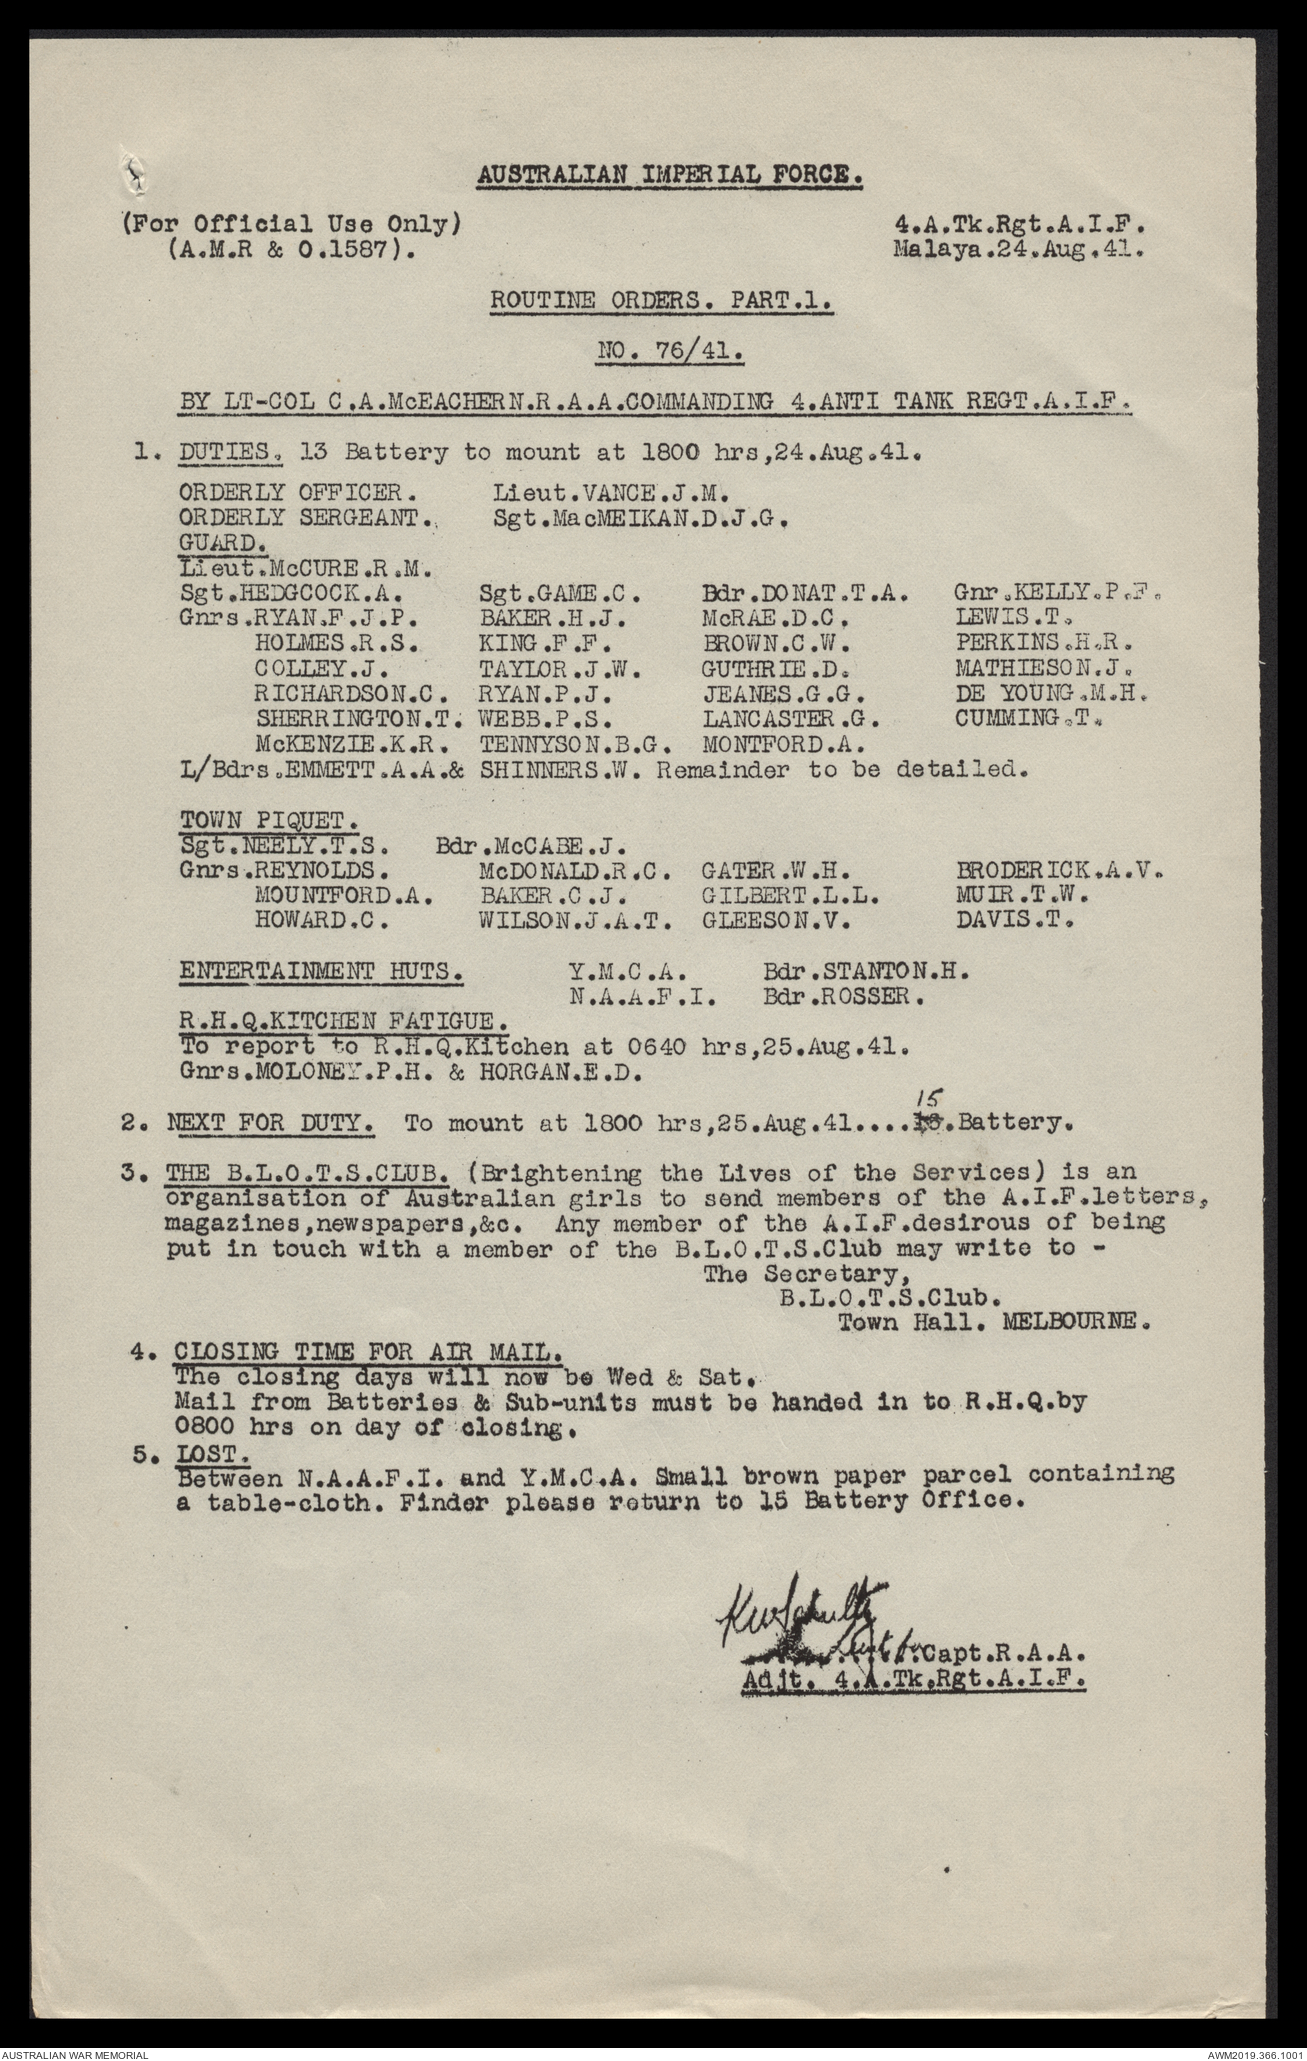 AUSTRALIAN IMPERIAL FORCE.
(For Official Use Only) 4.A.Tk.Rgt.A.I.F.
(A.M.R & O.1587). Malaya.24.Aug.41.
ROUTINE ORDERS. PART.1.
NO. 76/41.
BY LT-COL C.A.McEACHERN.R.A.A.COMMANDING 4.ANTI TANK REGT.A.I.F.
1. DUTIES. 13 Battery to mount at 1800 hrs,24.Aug.41.
ORDERLY OFFICER. Lieut.VANCE.J.M.
ORDERLY SERGEANT. Sgt.MacMEIKAN.D.J.G.
GUARD.
Lieut.McCURE.R.M.
Sgt.HEDGCOCK.A. Sgt.GAME.C. Bdr.DONAT.T.A. Gnr.KELLY.P.F.
Gnrs.RYAN.F.J.P. BAKER.H.J. McRAE.D.C. LEWIS.T.
HOLMES.R.S. KING.F.F. BROWN.C.W. PERKINS.H.R.
COLLEY.J. TAYLOR.J.W. GUTHRIE.D. MATHIESON.J.
RICHARDSON.C. RYAN.P.J. JEANES.G.G. DE YOUNG.M.H.
SHERRINGTON.T. WEBB.P.S. LANCASTER.G. CUMMING.T.
McKENZIE.K.R. TENNYSON.B.G. MONTFORD.A.
L/Bdrs.EMMETT.A.A.& SHINNERS.W. Remainder to be detailed.
TOWN PIQUET.
Sgt.NEELY.T.S. Bdr.McCABE.J.
Gnrs.REYNOLDS. McDONALD.R.C. GATER.W.H. BRODERICK.A.V.
MOUNTFORD.A. BAKER.C.J. GILBERT.L.L. MUIR.T.W.
HOWARD.C. WILSON.J.A.T. GLEESON.V. DAVIS.T.
ENTERTAINMENT HUTS. Y.M.C.A. Bdr.STANTON.H.
N.A.A.F.I. Bdr.ROSSER.
R.H.Q.KITCHEN FATIGUE.
To report to R.H.Q.Kitchen at 0640 hrs,25.Aug.41.
Gnrs.MOLONEY.P.H. & HORGAN.E.D.
15
2. NEXT FOR DUTY. To mount at 1800 hrs,25.Aug.41.....Battery.
3. THE B.L.O.T.S.CLUB. (Brightening the Lives of the Services) is an
organisation of Australian girls to send members of the A.I.F.letters,
magazines,newspapers,&c. Any member of the A.I.F.desirous of being
put in touch with a member of the B.L.O.T.S.Club may write to -
The Secretary,
B.L.O.T.S.Club.
Town Hall. MELBOURNE.
4. CLOSING TIME FOR AIR MAIL.
The closing days will now be Wed & Sat.
Mail from Batteries & Sub-units must be handed in to R.H.Q.by
0800 hrs on day of closing.
5. LOST.
Between N.A.A.F.I. and Y.M.C.A. Small brown paper parcel containing
a table-cloth. Finder please return to 15 Battery Office.
KWSchultz
Lieut for Capt.R.A.A.
Adjt. 4.A.Tk.Rgt.A.I.F.
AUSTRALIAN WAR MEMORIAL AWM2019.366.1001